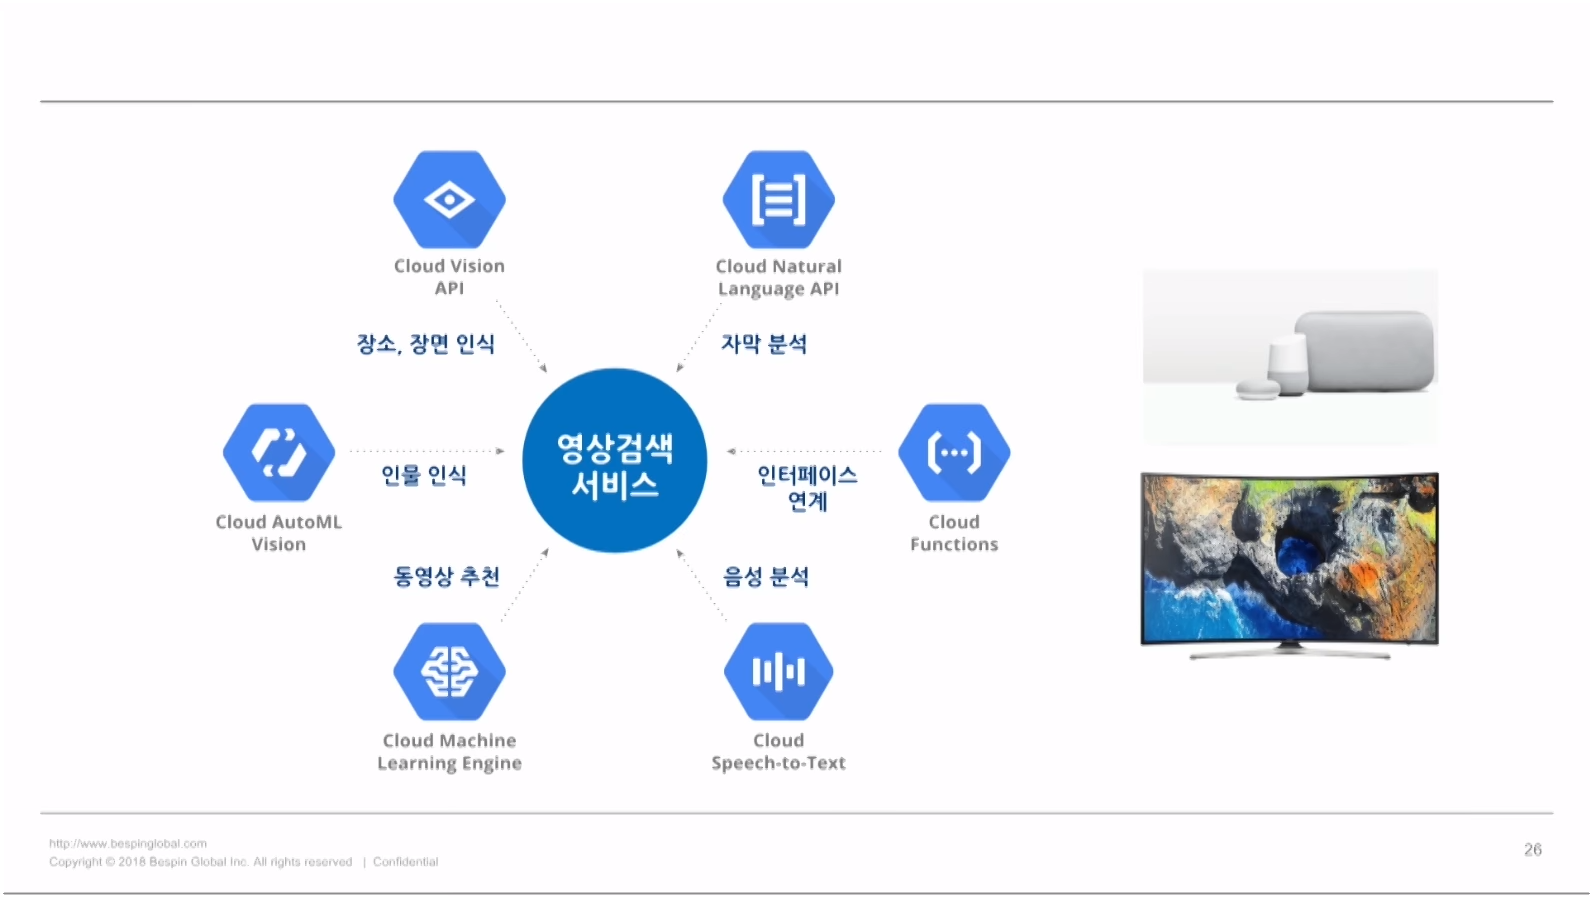 Cloud Vision
API
Cloud Natural
Language API
장소, 장면 인식
자막 분석
영상검색
서비스
인물 인식
인터페이스
연계
Cloud AutoML
Vision
Cloud
Functions
동영상 추천
음성 분석
Cloud Machine
Learning Engine
Cloud
Speech-to-Text
http://www.bespinglobal.com
Copyright © 2018 Bespin Global Inc. All rights reserved | Confidential
26